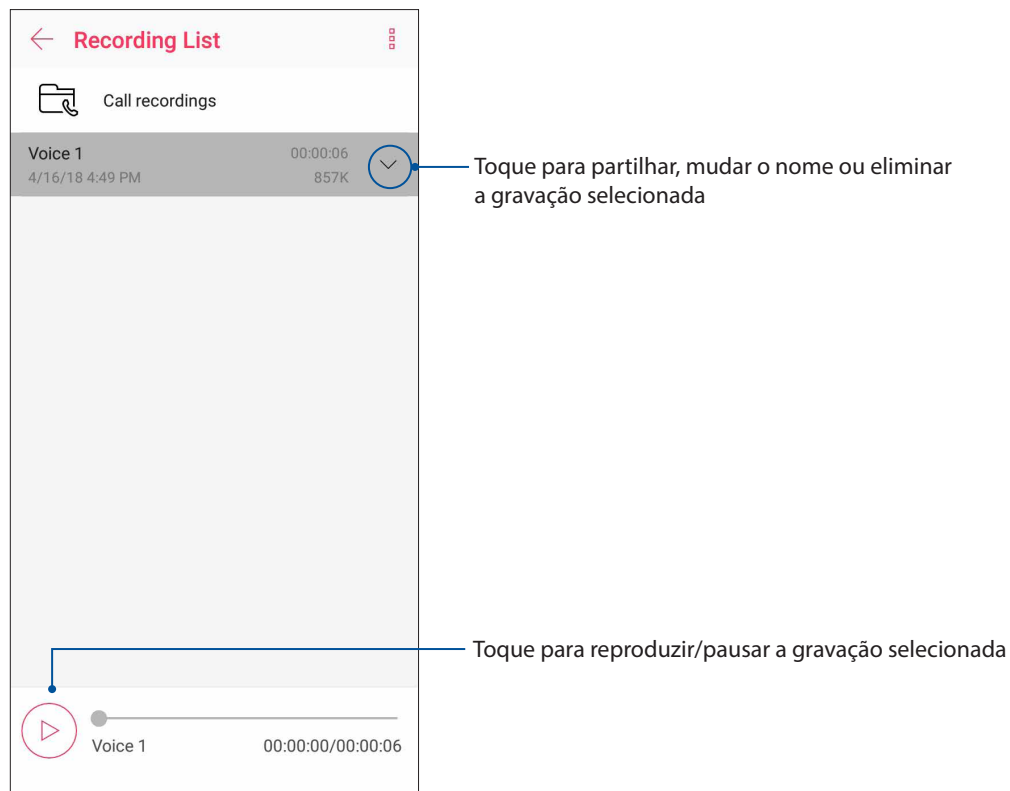 Recording List
Call recordings
Voice 1 00:00:06
4/16/18 4:49 PM 857K
Toque para partilhar, mudar o nome ou eliminar
a gravação selecionada
Toque para reproduzir/pausar a gravação selecionada
Voice 1 00:00:00/00:00:06